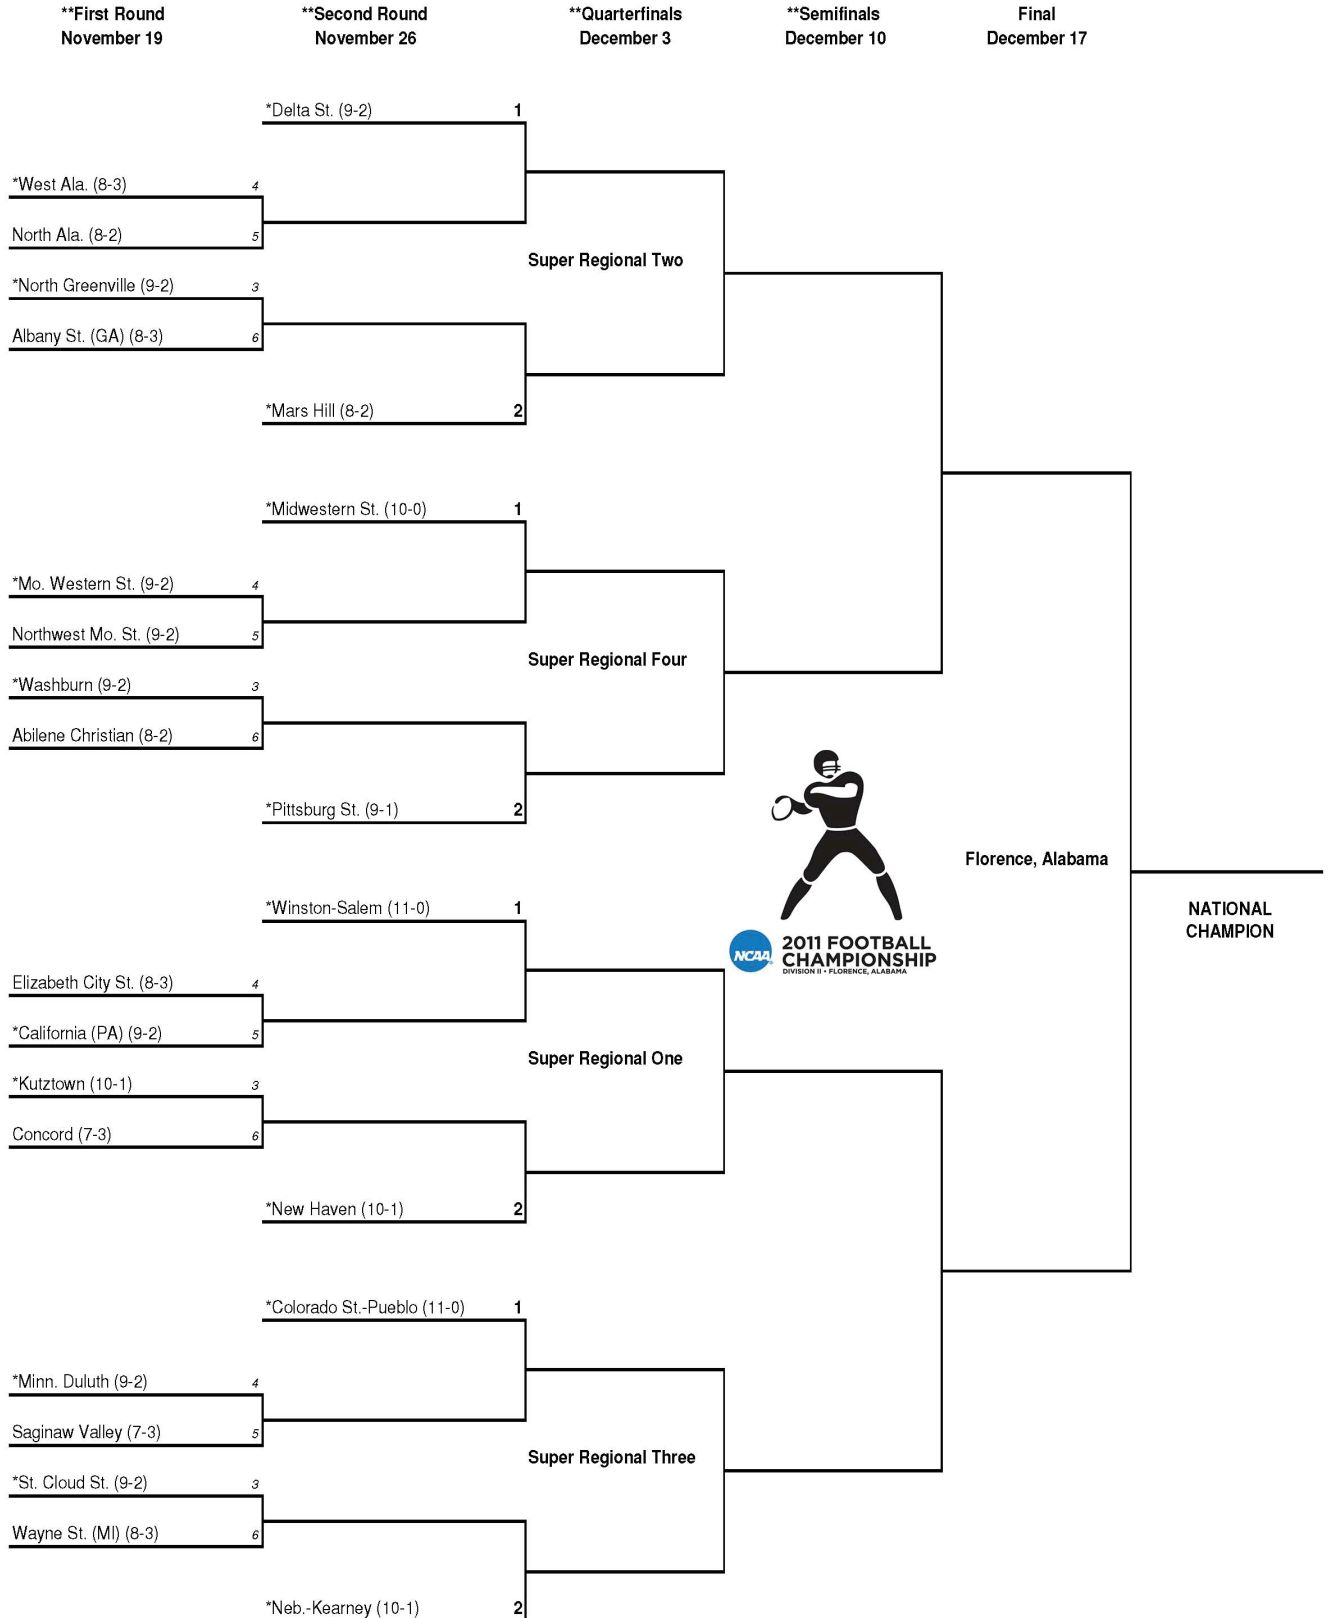 **First Round
November 19
**Second Round
November 26
**Quarterfinals
December 3
**Semifinals
December 10
Final
December 17
*Delta St. (9-2) 1
*West Ala. (8-3) 4
North Ala. (8-2) 5
Super Regional Two
*North Greenville (9-2) 3
Albany St. (GA) (8-3) 6
*Mars Hill (8-2) 2
*Midwestern St. (10-0) 1
*Mo. Western St. (9-2) 4
Northwest Mo. St. (9-2) 5
Super Regional Four
*Washburn (9-2) 3
Abilene Christian (8-2) 6
*Pittsburg St. (9-1) 2
Florence, Alabama
NATIONAL
CHAMPION
*Winston-Salem (11-0) 1
NCAA
2011 FOOTBALL
CHAMPIONSHIP
DIVISION II • FLORENCE, ALABAMA
Elizabeth City St. (8-3) 4
*California (PA) (9-2) 5
Super Regional One
*Kutztown (10-1) 3
Concord (7-3) 6
*New Haven (10-1) 2
*Colorado St.-Pueblo (11-0) 1
*Minn. Duluth (9-2) 4
Saginaw Valley (7-3) 5
Super Regional Three
*St. Cloud St. (9-2) 3
Wayne St. (MI) (8-3) 6
*Neb.-Kearney (10-1) 2